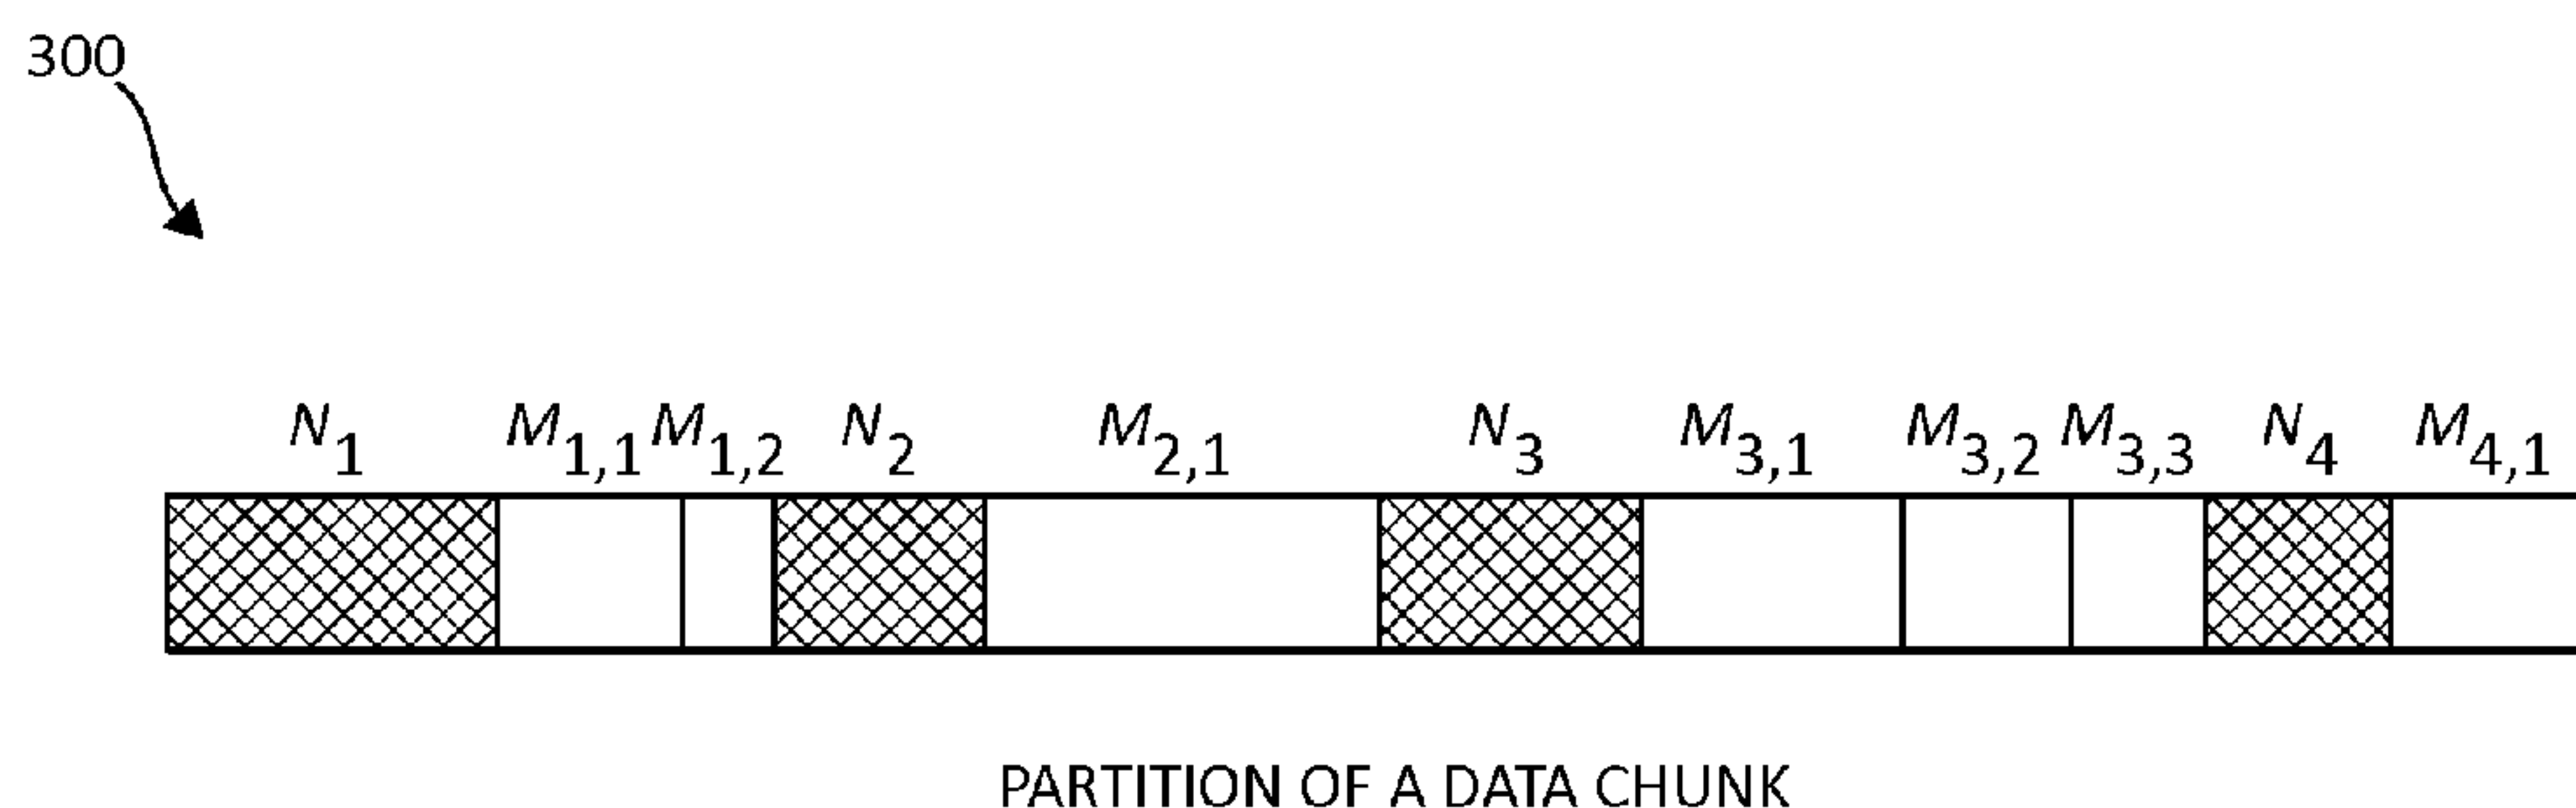 300
N1 M1,1 M1,2 N2 M2,1 N3 M3,1 M3,2 M3,3 N4 M4,1
PARTITION OF A DATA CHUNK